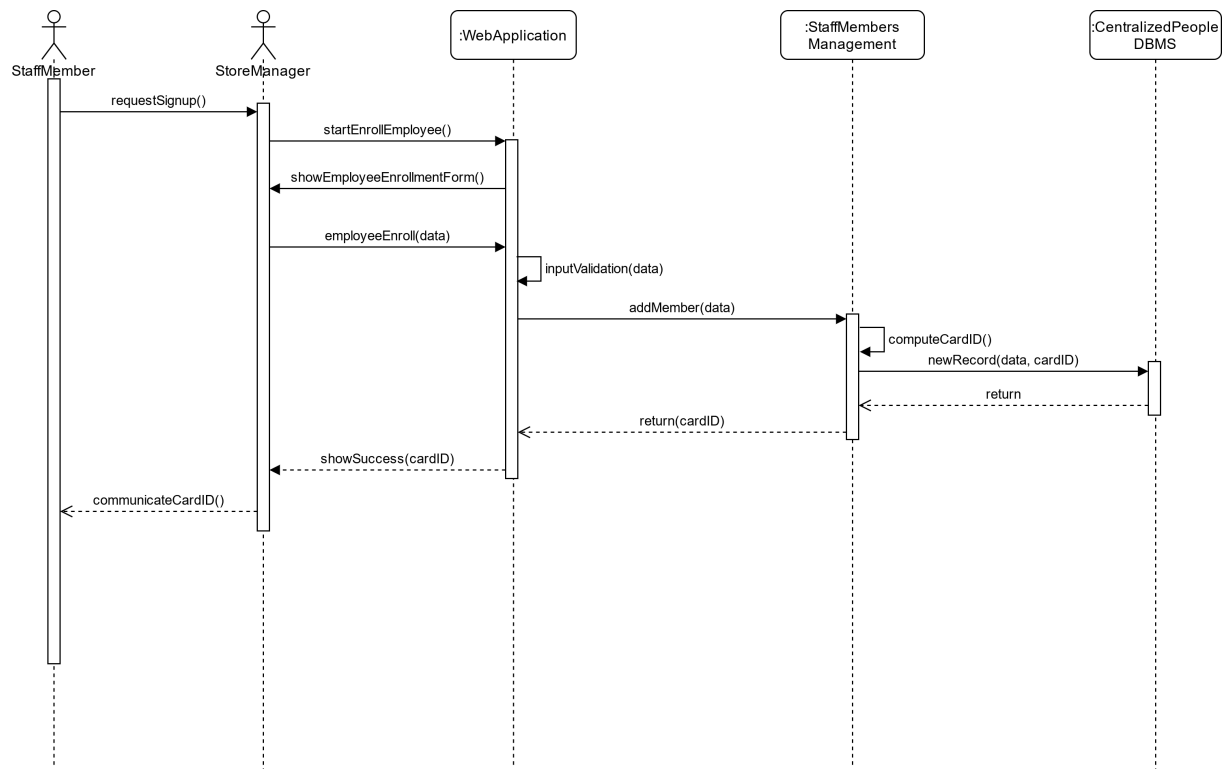 StaffMember
StoreManager
:WebApplication
:StaffMembers
Management
:CentralizedPeople
DBMS
requestSignup()
startEnrollEmployee()
showEmployeeEnrollmentForm()
employeeEnroll(data)
inputValidation(data)
addMember(data)
computeCardID()
newRecord(data, cardID)
return
return(cardID)
showSuccess(cardID)
communicateCardID()